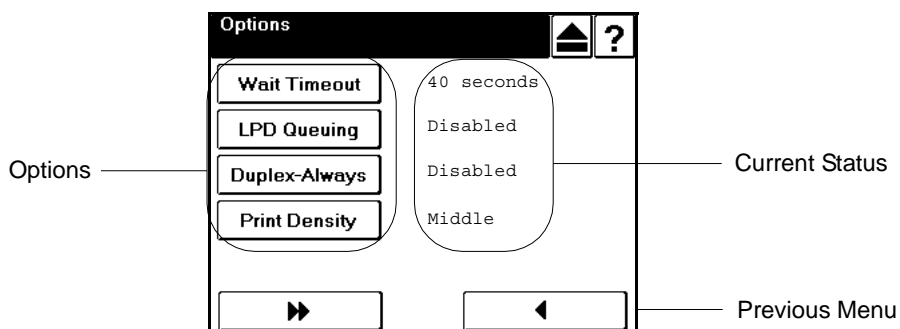 Options
?
Wait Timeout 40 seconds
LPD Queuing Disabled
Options
Duplex-Always Disabled
Current Status
Print Density Middle
Previous Menu